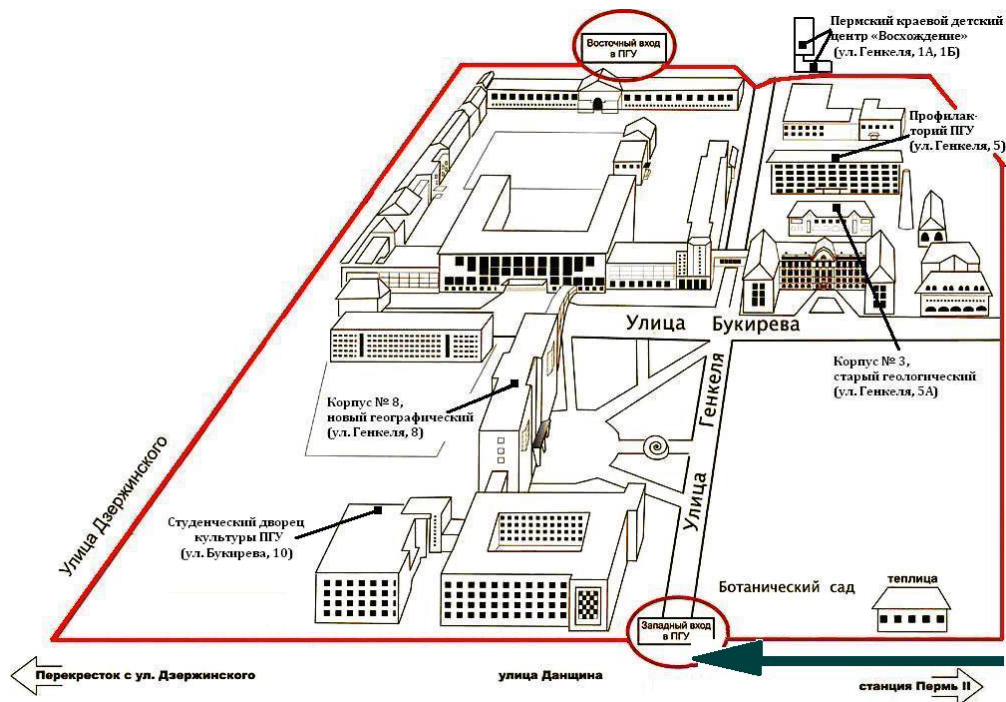 Пермский краевой детский
центр «Восхождение»
(ул. Генкеля, 1А, 1Б)
Восточный вход
в ПГУ
Профилак-
торий ПГУ
(ул. Генкеля, 5)
Улица Букирева
Корпус № 3,
старый геологический
(ул. Генкеля, 5А)
Корпус № 8,
новый географический
(ул. Генкеля, 8)
Улица Генкеля
Улица Дзержинского
Студенческий дворец
культуры ПГУ
(ул. Букирева, 10)
Ботанический сад
теплица
Западный вход
в ПГУ
Перекресток с ул. Дзержинского
улица Данщина
станция Пермь II